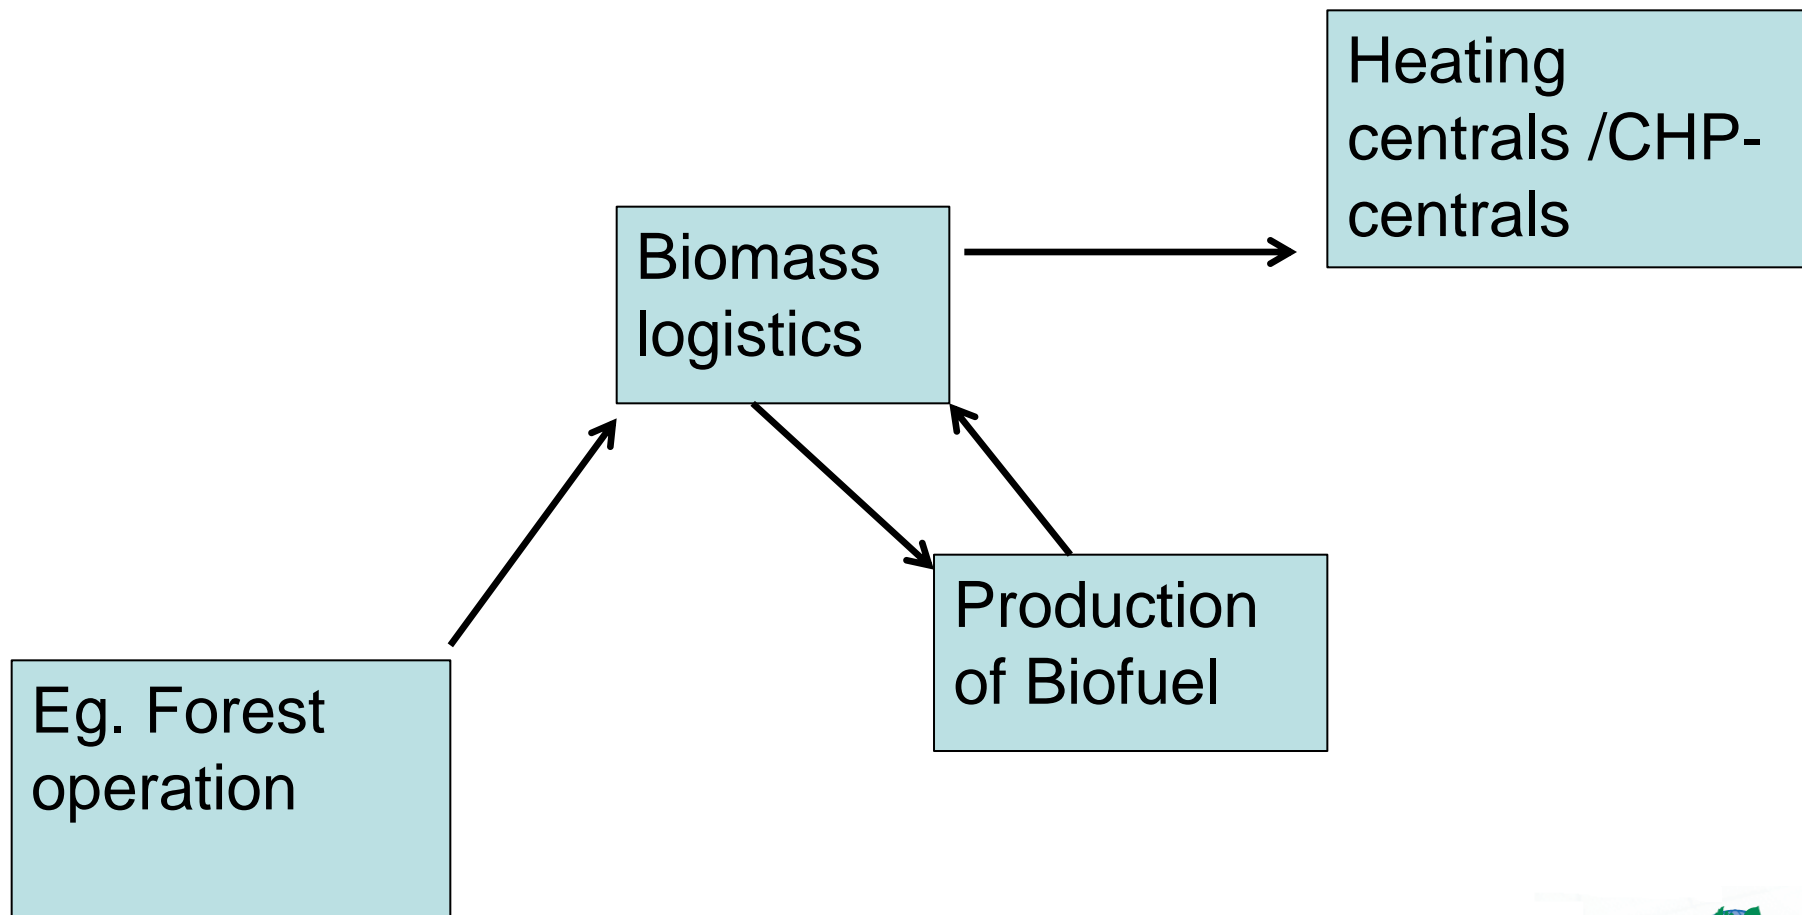 Heating
centrals /CHP-
centrals
Biomass
logistics
Production
of Biofuel
Eg. Forest
operation